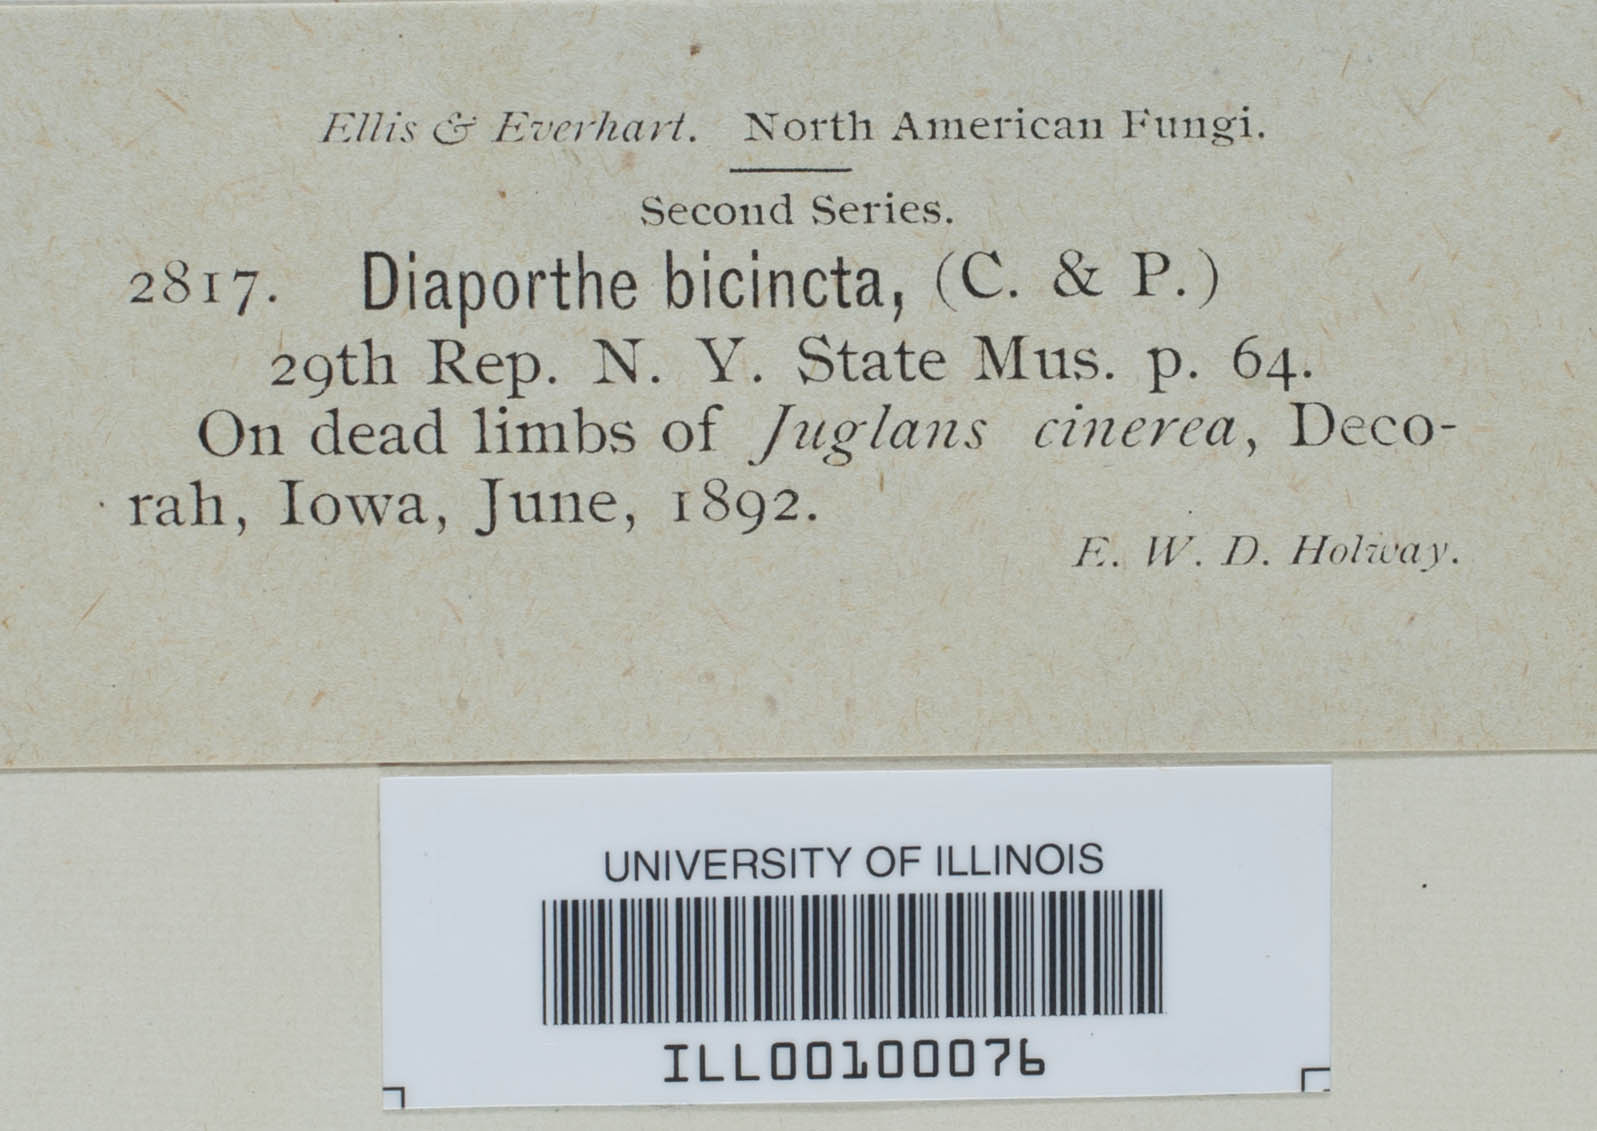 Ellis & Everhart. North American Fungi.
Second Series.
2817. Diaporthe bicincta, (C. & P.)
29th Rep. N. Y. State Mus. p. 64.
On dead limbs of Juglans cinerea, Deco-
rah, Iowa, June, 1892.
E. W. D. Holway.
UNIVERSITY OF ILLINOIS
ILL00100076